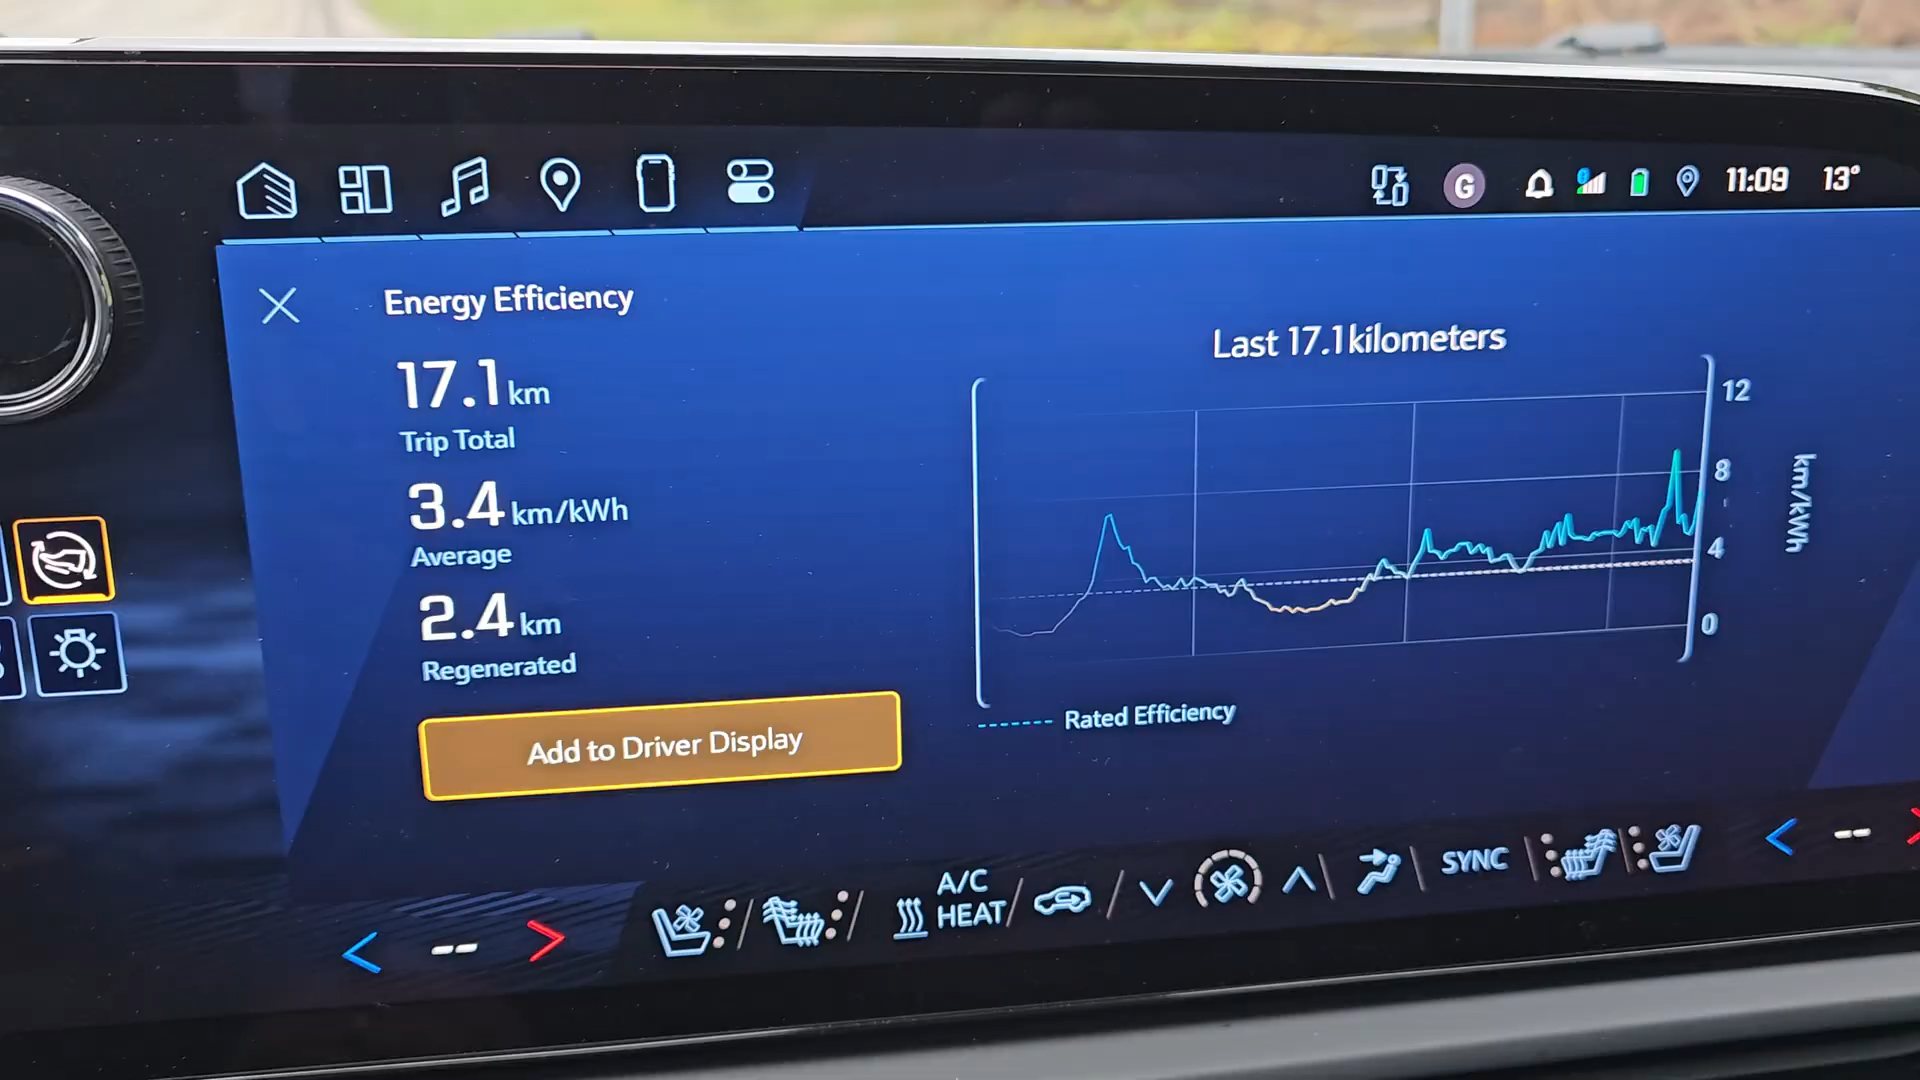 G
11:09
13°
Energy Efficiency
17.1 km
Trip Total
3.4 km/kWh
Average
2.4 km
Regenerated
Add to Driver Display
Last 17.1 kilometers
12
8
4
0
km/kWh
Rated Efficiency
--
A/C
HEAT
SYNC
--